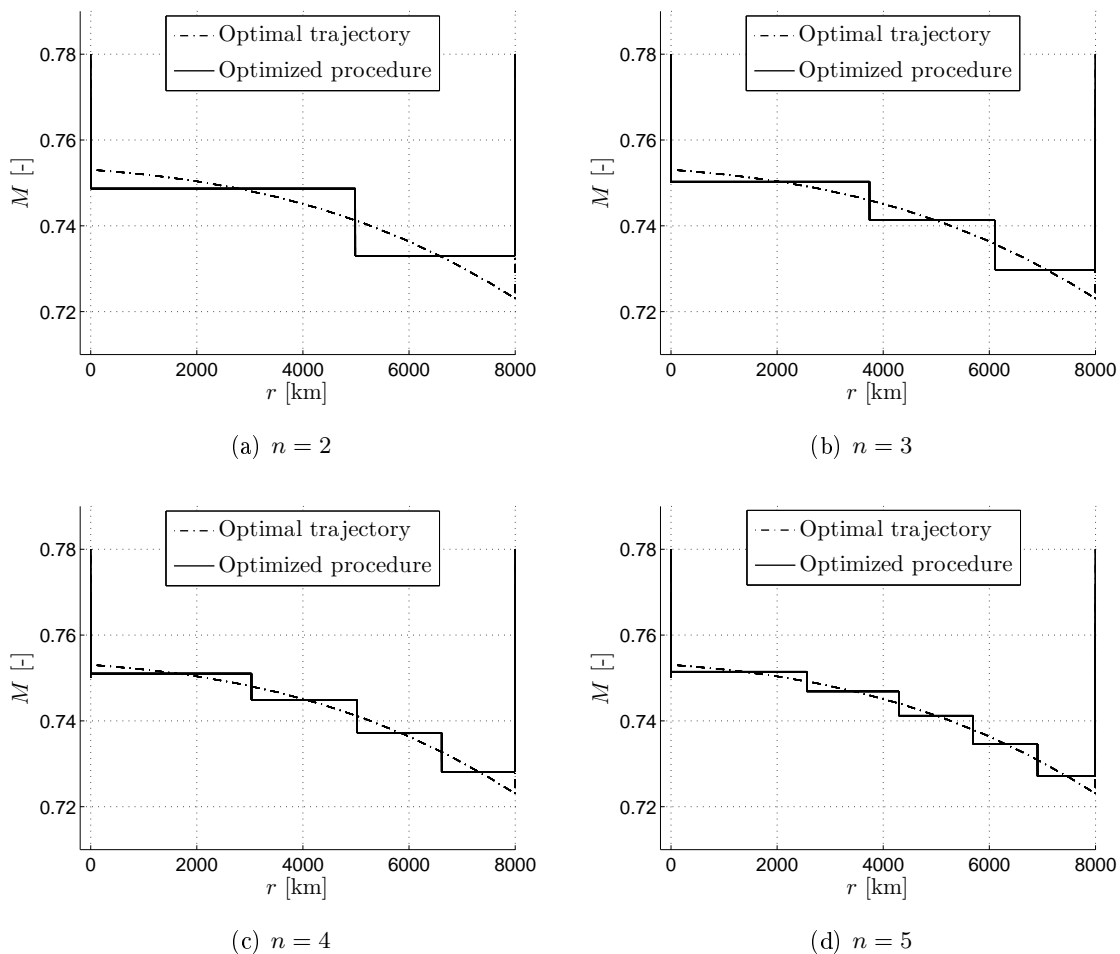 Optimal trajectory
Optimized procedure
0.78
0.76
0.74
0.72
M [-]
0 2000 4000 6000 8000
r [km]
(a) n = 2
Optimal trajectory
Optimized procedure
0.78
0.76
0.74
0.72
M [-]
0 2000 4000 6000 8000
r [km]
(b) n = 3
Optimal trajectory
Optimized procedure
0.78
0.76
0.74
0.72
M [-]
0 2000 4000 6000 8000
r [km]
(c) n = 4
Optimal trajectory
Optimized procedure
0.78
0.76
0.74
0.72
M [-]
0 2000 4000 6000 8000
r [km]
(d) n = 5